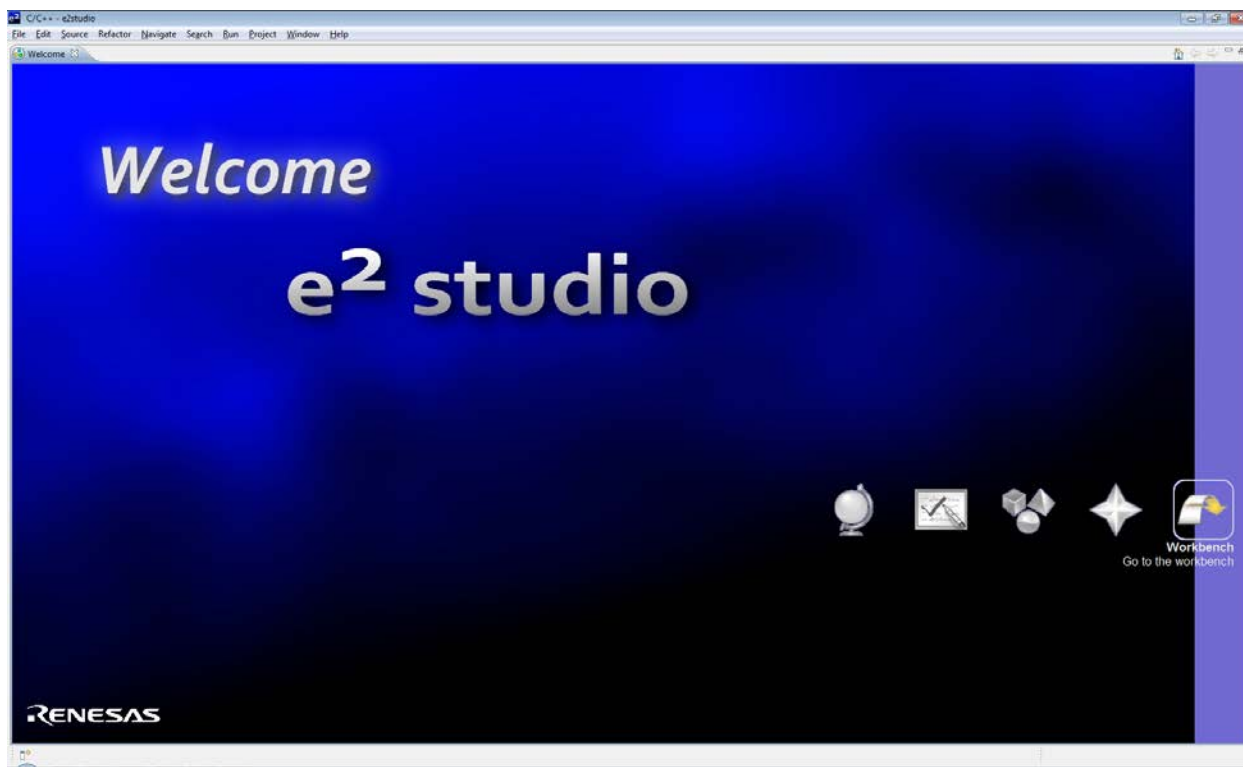 C/C++ - e2studio
File Edit Source Refactor Navigate Search Run Project Window Help
Welcome
Welcome
e² studio
Workbench
Go to the workbench
RENESAS